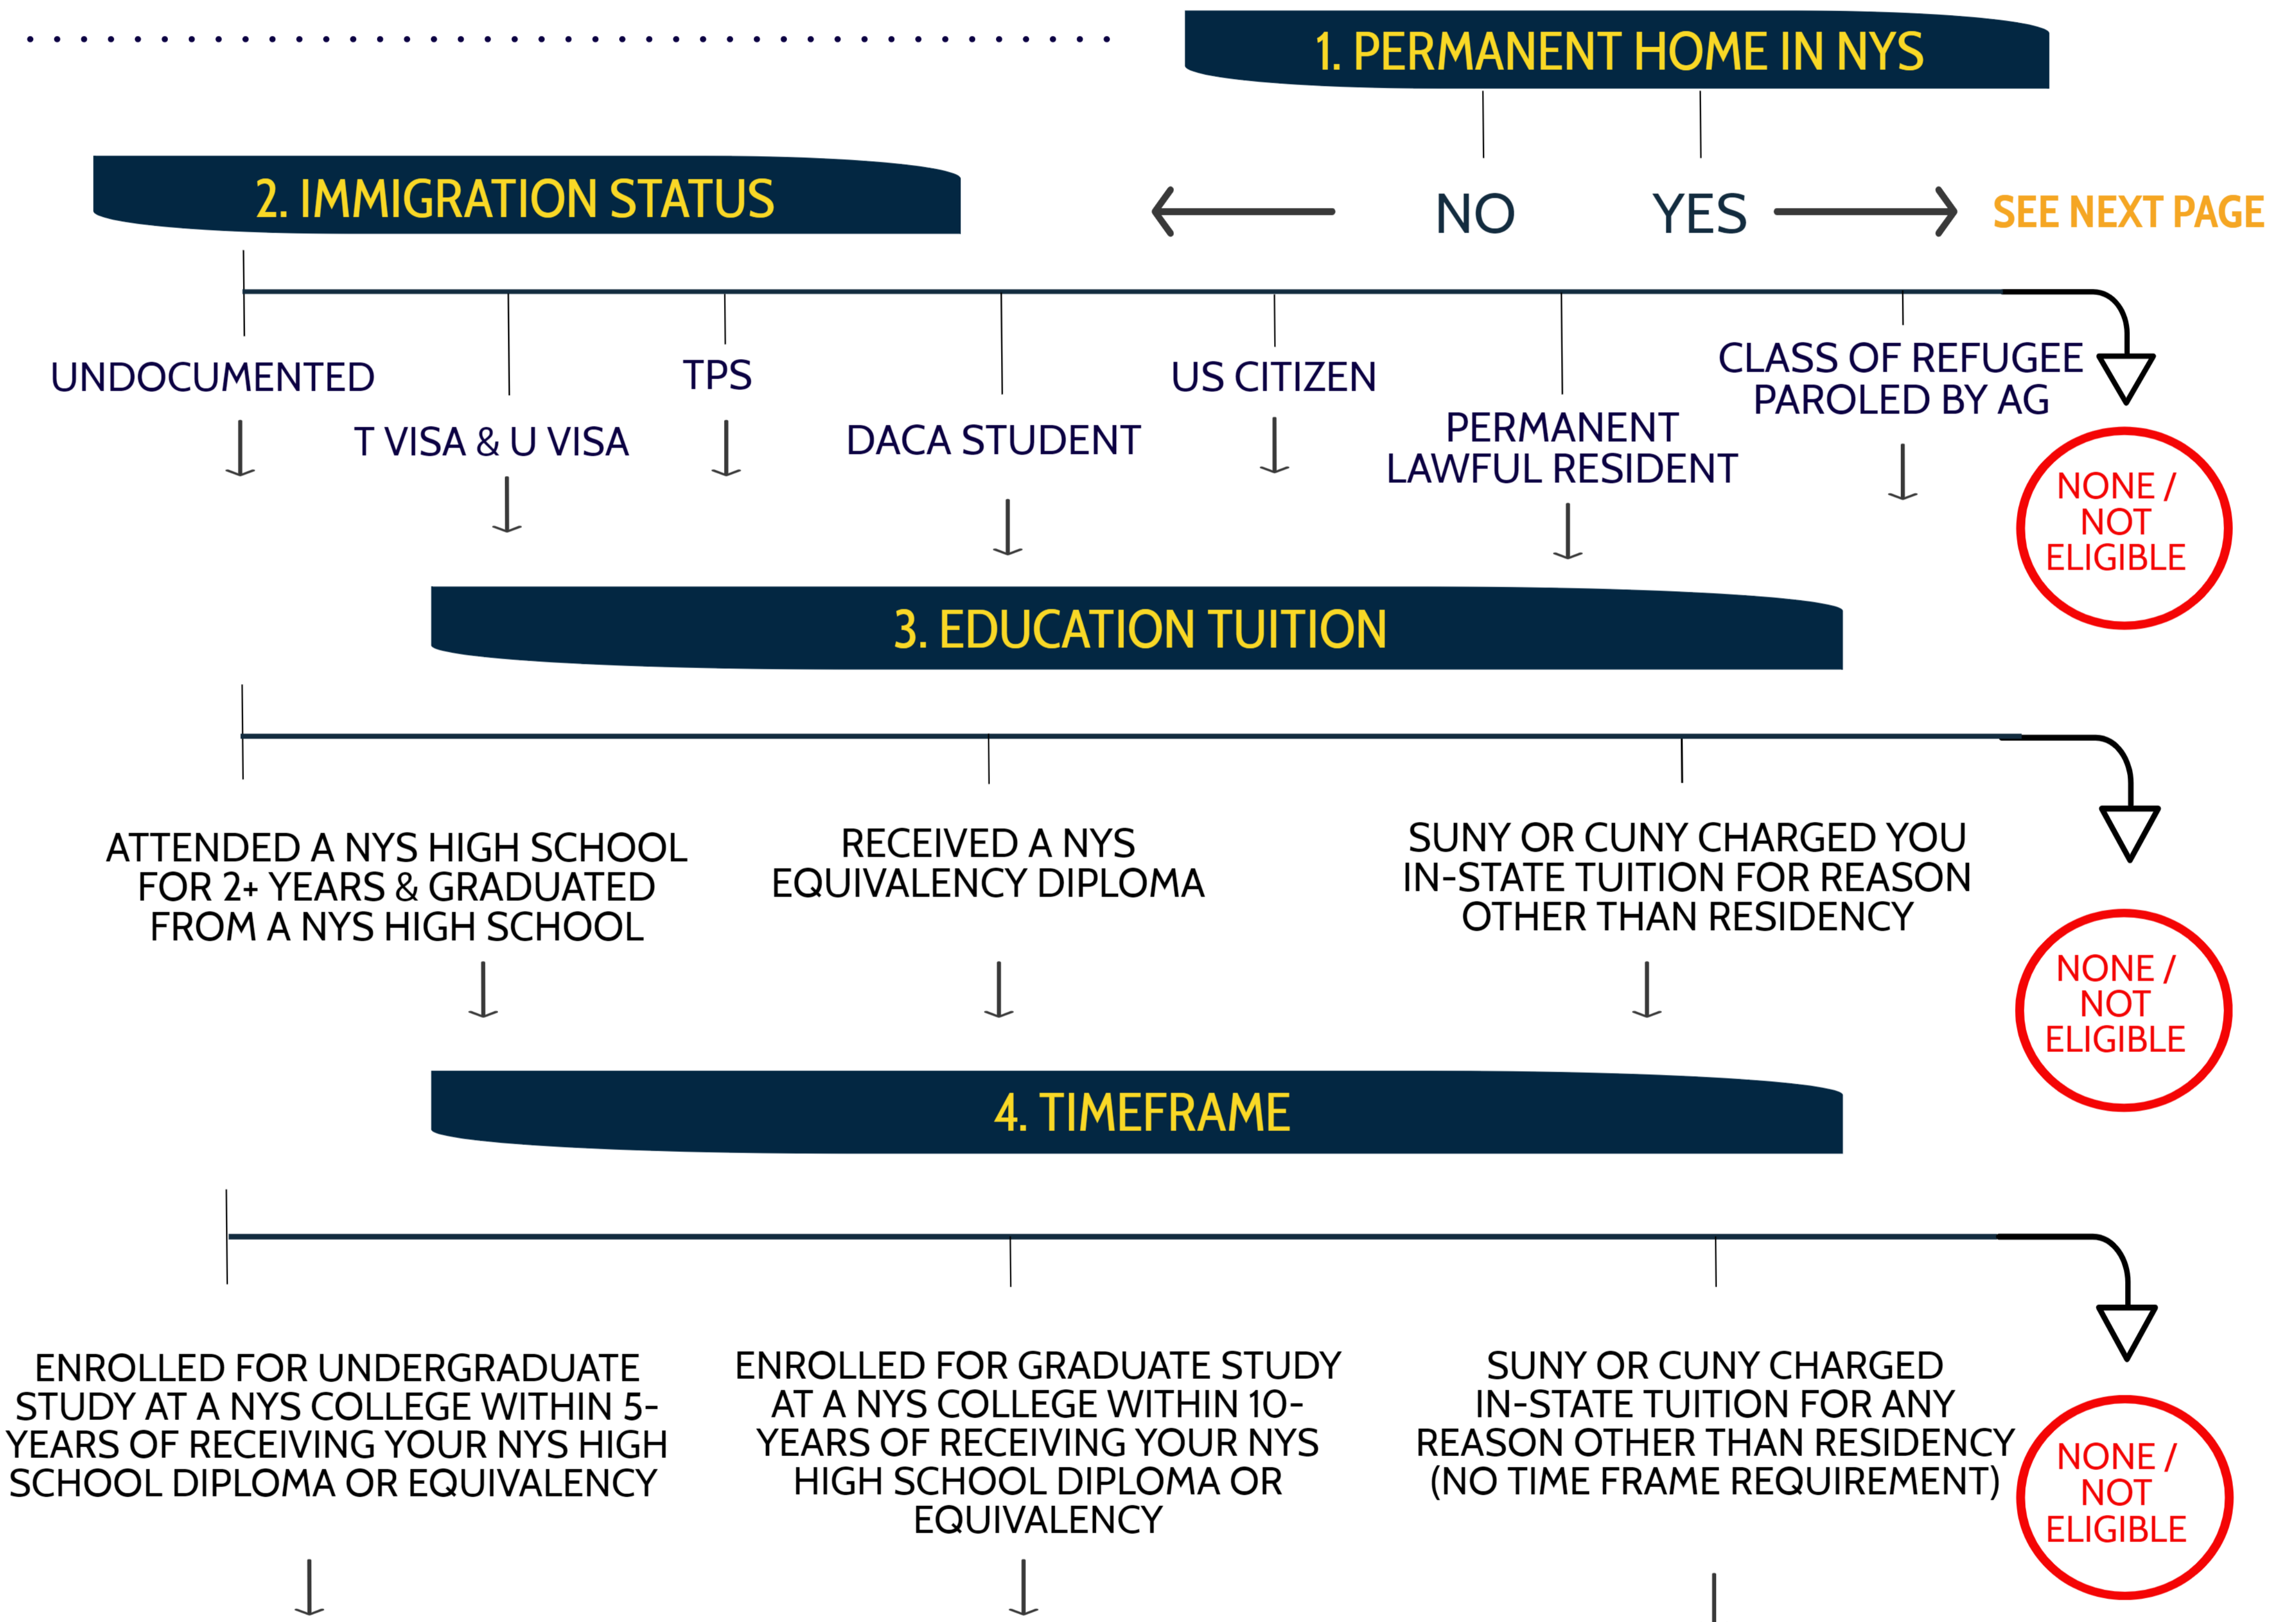 1. PERMANENT HOME IN NYS
2. IMMIGRATION STATUS
NO
YES
SEE NEXT PAGE
UNDOCUMENTED
T VISA & U VISA
TPS
DACA STUDENT
US CITIZEN
PERMANENT
LAWFUL RESIDENT
CLASS OF REFUGEE
PAROLED BY AG
NONE /
NOT
ELIGIBLE
3. EDUCATION TUITION
ATTENDED A NYS HIGH SCHOOL
FOR 2+ YEARS & GRADUATED
FROM A NYS HIGH SCHOOL
RECEIVED A NYS
EQUIVALENCY DIPLOMA
SUNY OR CUNY CHARGED YOU
IN-STATE TUITION FOR REASON
OTHER THAN RESIDENCY
NONE /
NOT
ELIGIBLE
4. TIMEFRAME
ENROLLED FOR UNDERGRADUATE
STUDY AT A NYS COLLEGE WITHIN 5-
YEARS OF RECEIVING YOUR NYS HIGH
SCHOOL DIPLOMA OR EQUIVALENCY
ENROLLED FOR GRADUATE STUDY
AT A NYS COLLEGE WITHIN 10-
YEARS OF RECEIVING YOUR NYS
HIGH SCHOOL DIPLOMA OR
EQUIVALENCY
SUNY OR CUNY CHARGED
IN-STATE TUITION FOR ANY
REASON OTHER THAN RESIDENCY
(NO TIME FRAME REQUIREMENT)
NONE /
NOT
ELIGIBLE